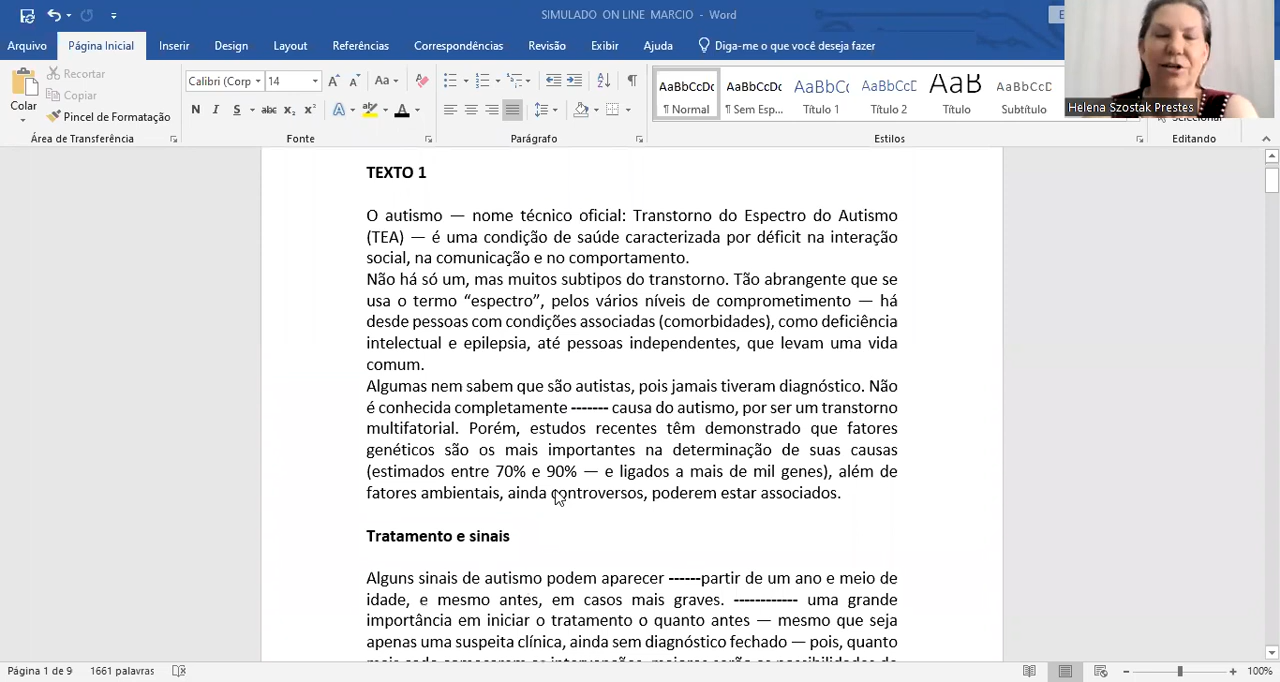 SIMULADO ON LINE MARCIO - Word
Arquivo Página Inicial Inserir Design Layout Referências Correspondências Revisão Exibir Ajuda Diga-me o que você deseja fazer
Colar
Recortar
Copiar
Pincel de Formatação
Área de Transferência
Calibri (Corp 14
Fonte
Parágrafo
AaBbCcDc AaBbCcDc AaBbCc AaBbCcD AaB AaBbCcD
¶ Normal ¶ Sem Esp... Título 1 Título 2 Título Subtítulo
Estilos
Editando
Helena Szostak Prestes
TEXTO 1
O autismo — nome técnico oficial: Transtorno do Espectro do Autismo
(TEA) — é uma condição de saúde caracterizada por déficit na interação
social, na comunicação e no comportamento.
Não há só um, mas muitos subtipos do transtorno. Tão abrangente que se
usa o termo “espectro”, pelos vários níveis de comprometimento — há
desde pessoas com condições associadas (comorbidades), como deficiência
intelectual e epilepsia, até pessoas independentes, que levam uma vida
comum.
Algumas nem sabem que são autistas, pois jamais tiveram diagnóstico. Não
é conhecida completamente ------- causa do autismo, por ser um transtorno
multifatorial. Porém, estudos recentes têm demonstrado que fatores
genéticos são os mais importantes na determinação de suas causas
(estimados entre 70% e 90% — e ligados a mais de mil genes), além de
fatores ambientais, ainda controversos, poderem estar associados.
Tratamento e sinais
Alguns sinais de autismo podem aparecer ------partir de um ano e meio de
idade, e mesmo antes, em casos mais graves. ------------ uma grande
importância em iniciar o tratamento o quanto antes — mesmo que seja
apenas uma suspeita clínica, ainda sem diagnóstico fechado — pois, quanto
Página 1 de 9 1661 palavras
100%